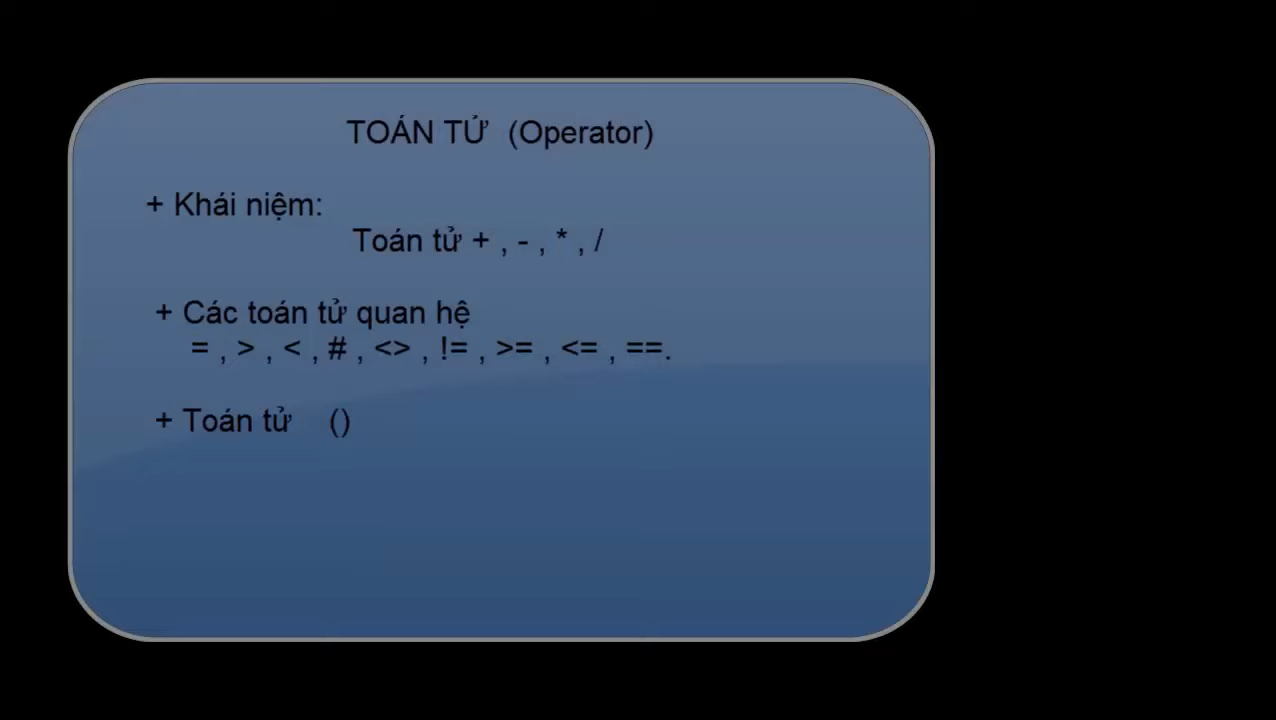 TOÁN TỬ (Operator)
+ Khái niệm:
Toán tử + , - , * , /
+ Các toán tử quan hệ
= , > , < , # , <> , != , >= , <= , ==.
+ Toán tử ()